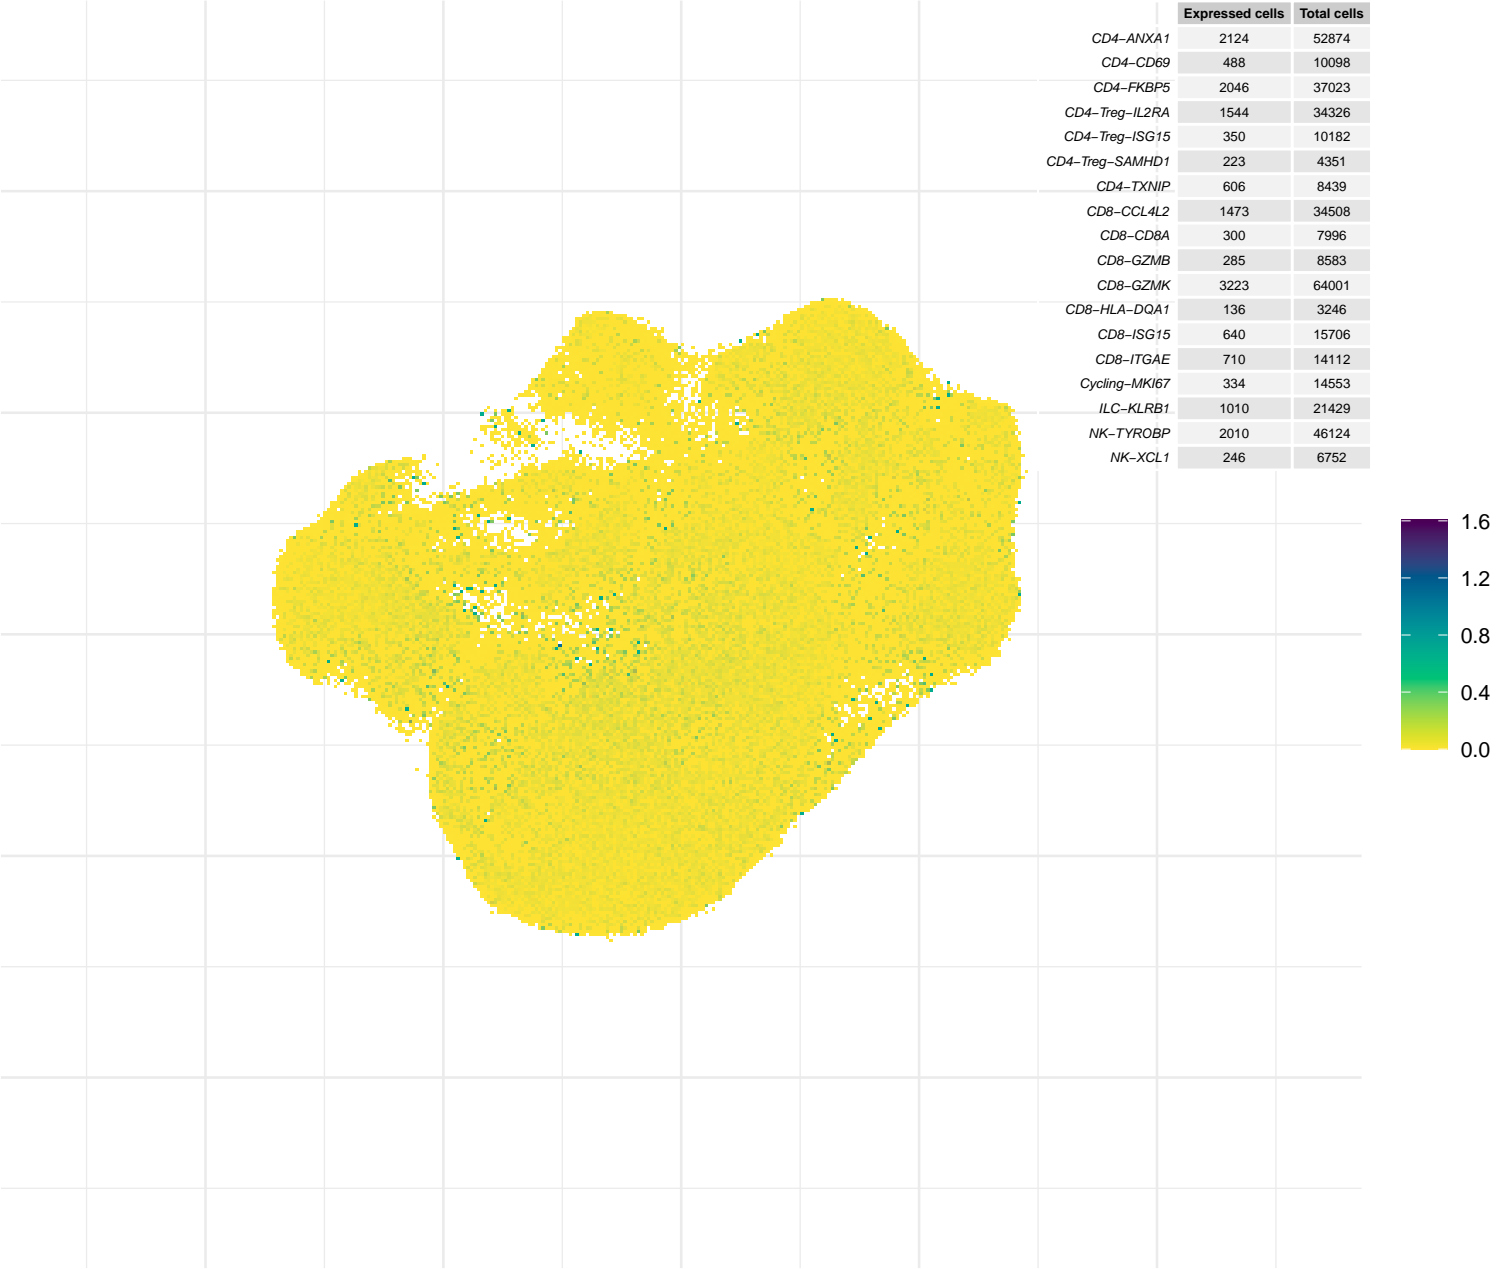 Expressed cells Total cells
CD4−ANXA1 2124 52874
CD4−CD69 488 10098
CD4−FKBP5 2046 37023
CD4−Treg−IL2RA 1544 34326
CD4−Treg−ISG15 350 10182
CD4−Treg−SAMHD1 223 4351
CD4−TXNIP 606 8439
CD8−CCL4L2 1473 34508
CD8−CD8A 300 7996
CD8−GZMB 285 8583
CD8−GZMK 3223 64001
CD8−HLA−DQA1 136 3246
CD8−ISG15 640 15706
CD8−ITGAE 710 14112
Cycling−MKI67 334 14553
ILC−KLRB1 1010 21429
NK−TYROBP 2010 46124
NK−XCL1 246 6752
1.6
1.2
0.8
0.4
0.0